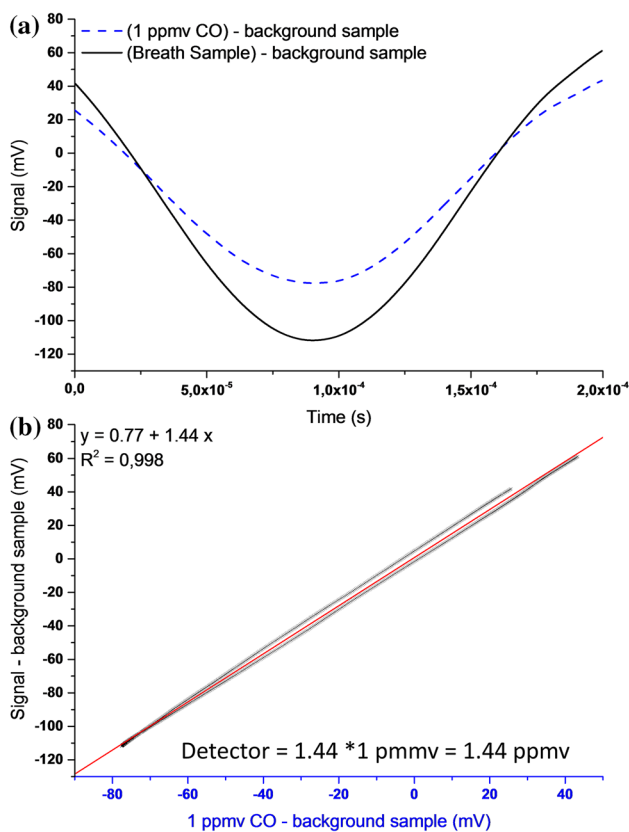 (a)
(1 ppmv CO) - background sample
(Breath Sample) - background sample
80
60
40
20
0
-20
-40
-60
-80
-100
-120
Signal (mV)
0,0
5,0x10-5
1,0x10-4
1,5x10-4
2,0x10-4
Time (s)
(b)
y = 0.77 + 1.44 x
R2 = 0,998
80
60
40
20
0
-20
-40
-60
-80
-100
-120
Signal - background sample (mV)
Detector = 1.44 *1 pmmv = 1.44 ppmv
-80
-60
-40
-20
0
20
40
1 ppmv CO - background sample (mV)